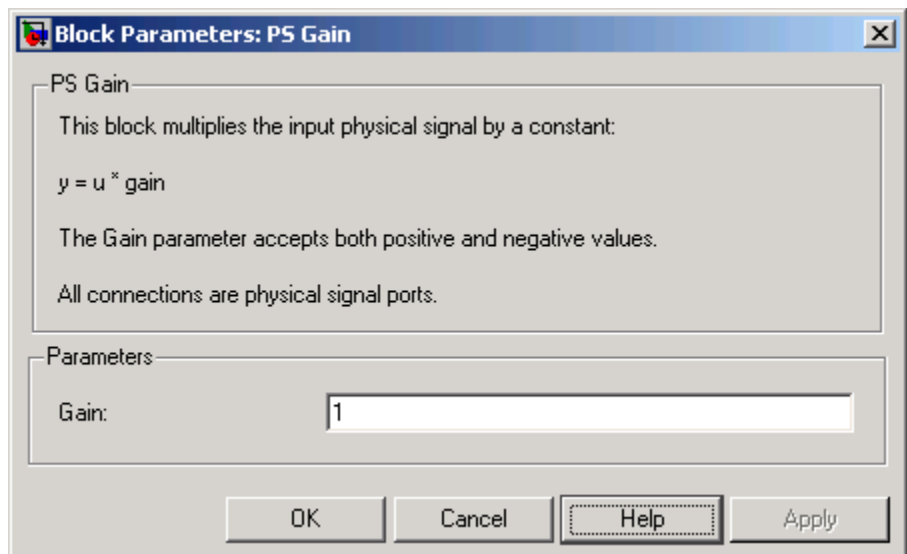 Block Parameters: PS Gain
PS Gain
This block multiplies the input physical signal by a constant:
y = u * gain
The Gain parameter accepts both positive and negative values.
All connections are physical signal ports.
Parameters
Gain:
1
OK
Cancel
Help
Apply